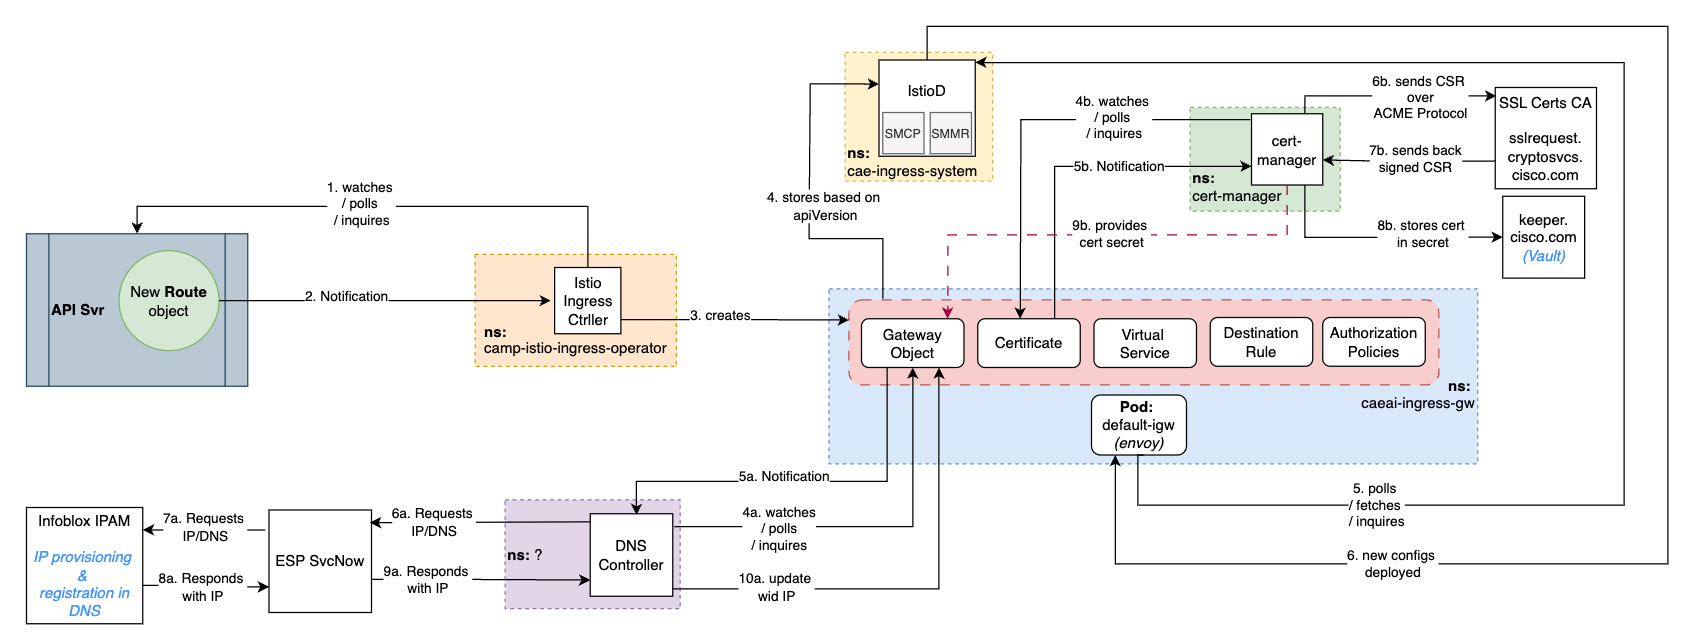 IstioD
SMCP
SMMR
ns:
cae-ingress-system
4b. watches
/ polls
/ inquires
5b. Notification
cert-
manager
ns:
cert-manager
6b. sends CSR
over
ACME Protocol
7b. sends back
signed CSR
SSL Certs CA
sslrequest.
cryptosvcs.
cisco.com
8b. stores cert
in secret
keeper.
cisco.com
(Vault)
9b. provides
cert secret
4. stores based on
apiVersion
1. watches
/ polls
/ inquires
API Svr
New Route
object
2. Notification
Istio
Ingress
Ctrller
ns:
camp-istio-ingress-operator
3. creates
Gateway
Object
Certificate
Virtual
Service
Destination
Rule
Authorization
Policies
ns:
caeai-ingress-gw
Pod:
default-igw
(envoy)
5. polls
/ fetches
/ inquires
6. new configs
deployed
5a. Notification
4a. watches
/ polls
/ inquires
10a. update
wid IP
ns: ?
DNS
Controller
6a. Requests
IP/DNS
9a. Responds
with IP
ESP SvcNow
7a. Requests
IP/DNS
8a. Responds
with IP
Infoblox IPAM
IP provisioning
&
registration in
DNS